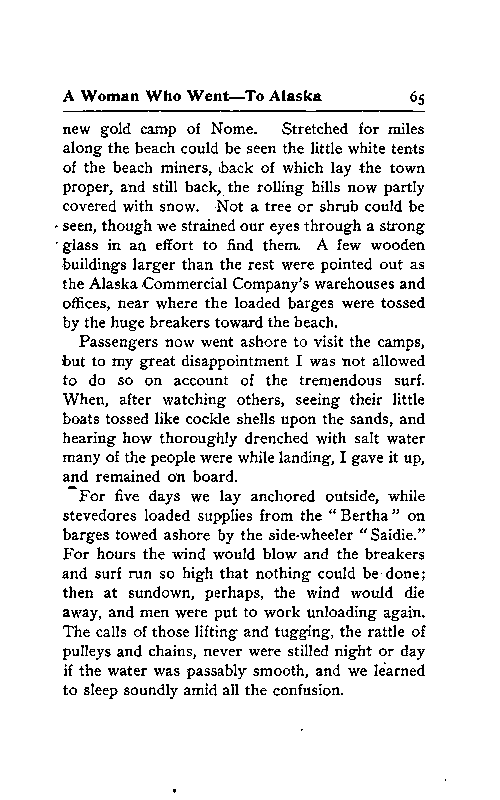 A Woman Who Went—To Alaska 65
new gold camp of Nome. Stretched for miles
along the beach could be seen the little white tents
of the beach miners, back of which lay the town
proper, and still back, the rolling hills now partly
covered with snow. Not a tree or shrub could be
seen, though we strained our eyes through a strong
glass in an effort to find them. A few wooden
buildings larger than the rest were pointed out as
the Alaska Commercial Company's warehouses and
offices, near where the loaded barges were tossed
by the huge breakers toward the beach.
Passengers now went ashore to visit the camps,
but to my great disappointment I was not allowed
to do so on account of the tremendous surf.
When, after watching others, seeing their little
boats tossed like cockle shells upon the sands, and
hearing how thoroughly drenched with salt water
many of the people were while landing, I gave it up,
and remained on board.
For five days we lay anchored outside, while
stevedores loaded supplies from the "Bertha" on
barges towed ashore by the side-wheeler "Saidie."
For hours the wind would blow and the breakers
and surf run so high that nothing could be done;
then at sundown, perhaps, the wind would die
away, and men were put to work unloading again.
The calls of those lifting and tugging, the rattle of
pulleys and chains, never were stilled night or day
if the water was passably smooth, and we learned
to sleep soundly amid all the confusion.